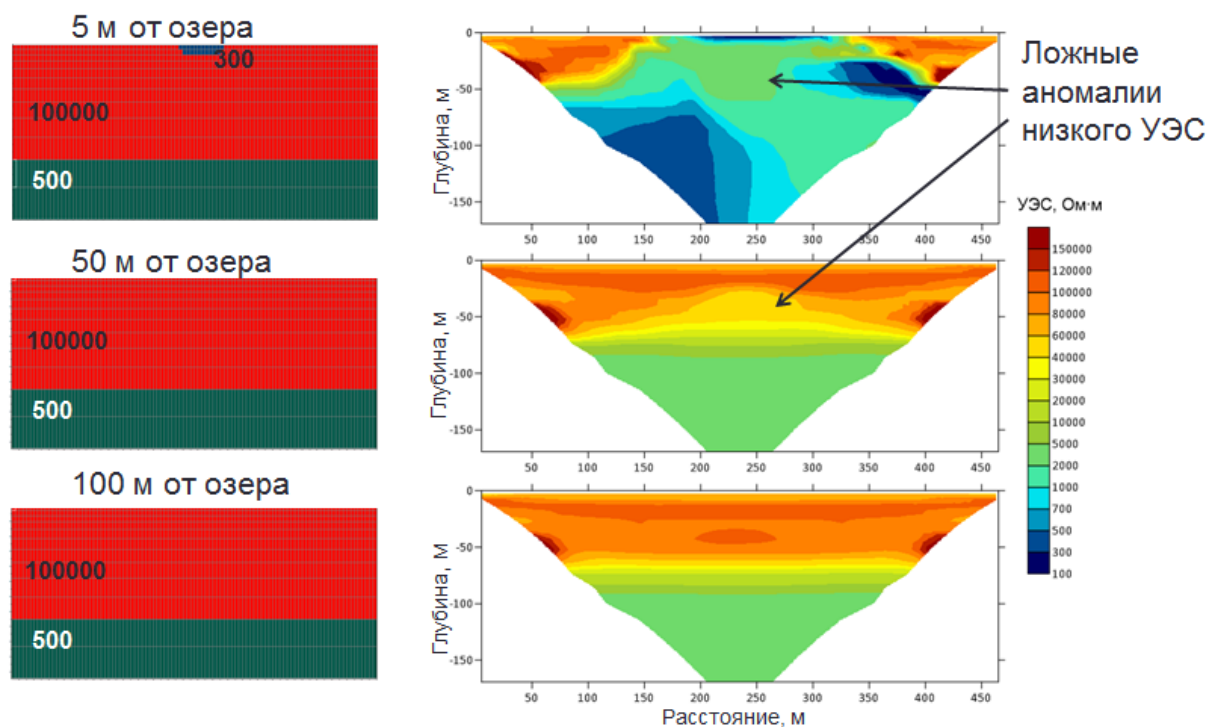 5 м от озера
300
100000
500
0
-50
-100
-150
Глубина, м
50 100 150 200 250 300 350 400 450
Ложные
аномалии
низкого УЭС
50 м от озера
100000
500
0
-50
-100
-150
Глубина, м
50 100 150 200 250 300 350 400 450
УЭС, Ом·м
150000
120000
100000
80000
60000
40000
30000
20000
10000
5000
2000
1000
700
500
300
100
100 м от озера
100000
500
0
-50
-100
-150
Глубина, м
50 100 150 200 250 300 350 400 450
Расстояние, м